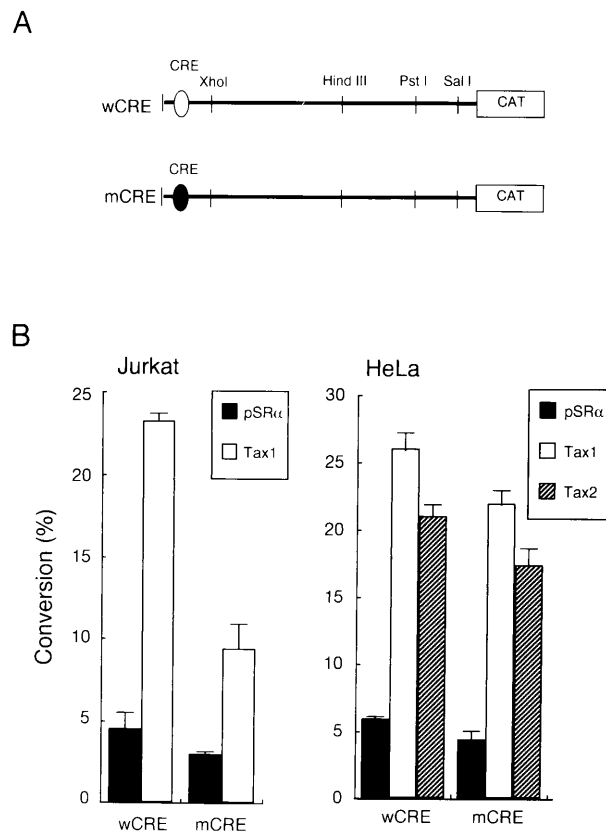 A
CRE
XhoI Hind III Pst I Sal I
wCRE CAT
CRE
mCRE CAT
B
Jurkat
HeLa
pSRα
Tax1
pSRα
Tax1
Tax2
Conversion (%)
25
20
15
10
5
0
30
25
20
15
10
5
0
wCRE mCRE
wCRE mCRE